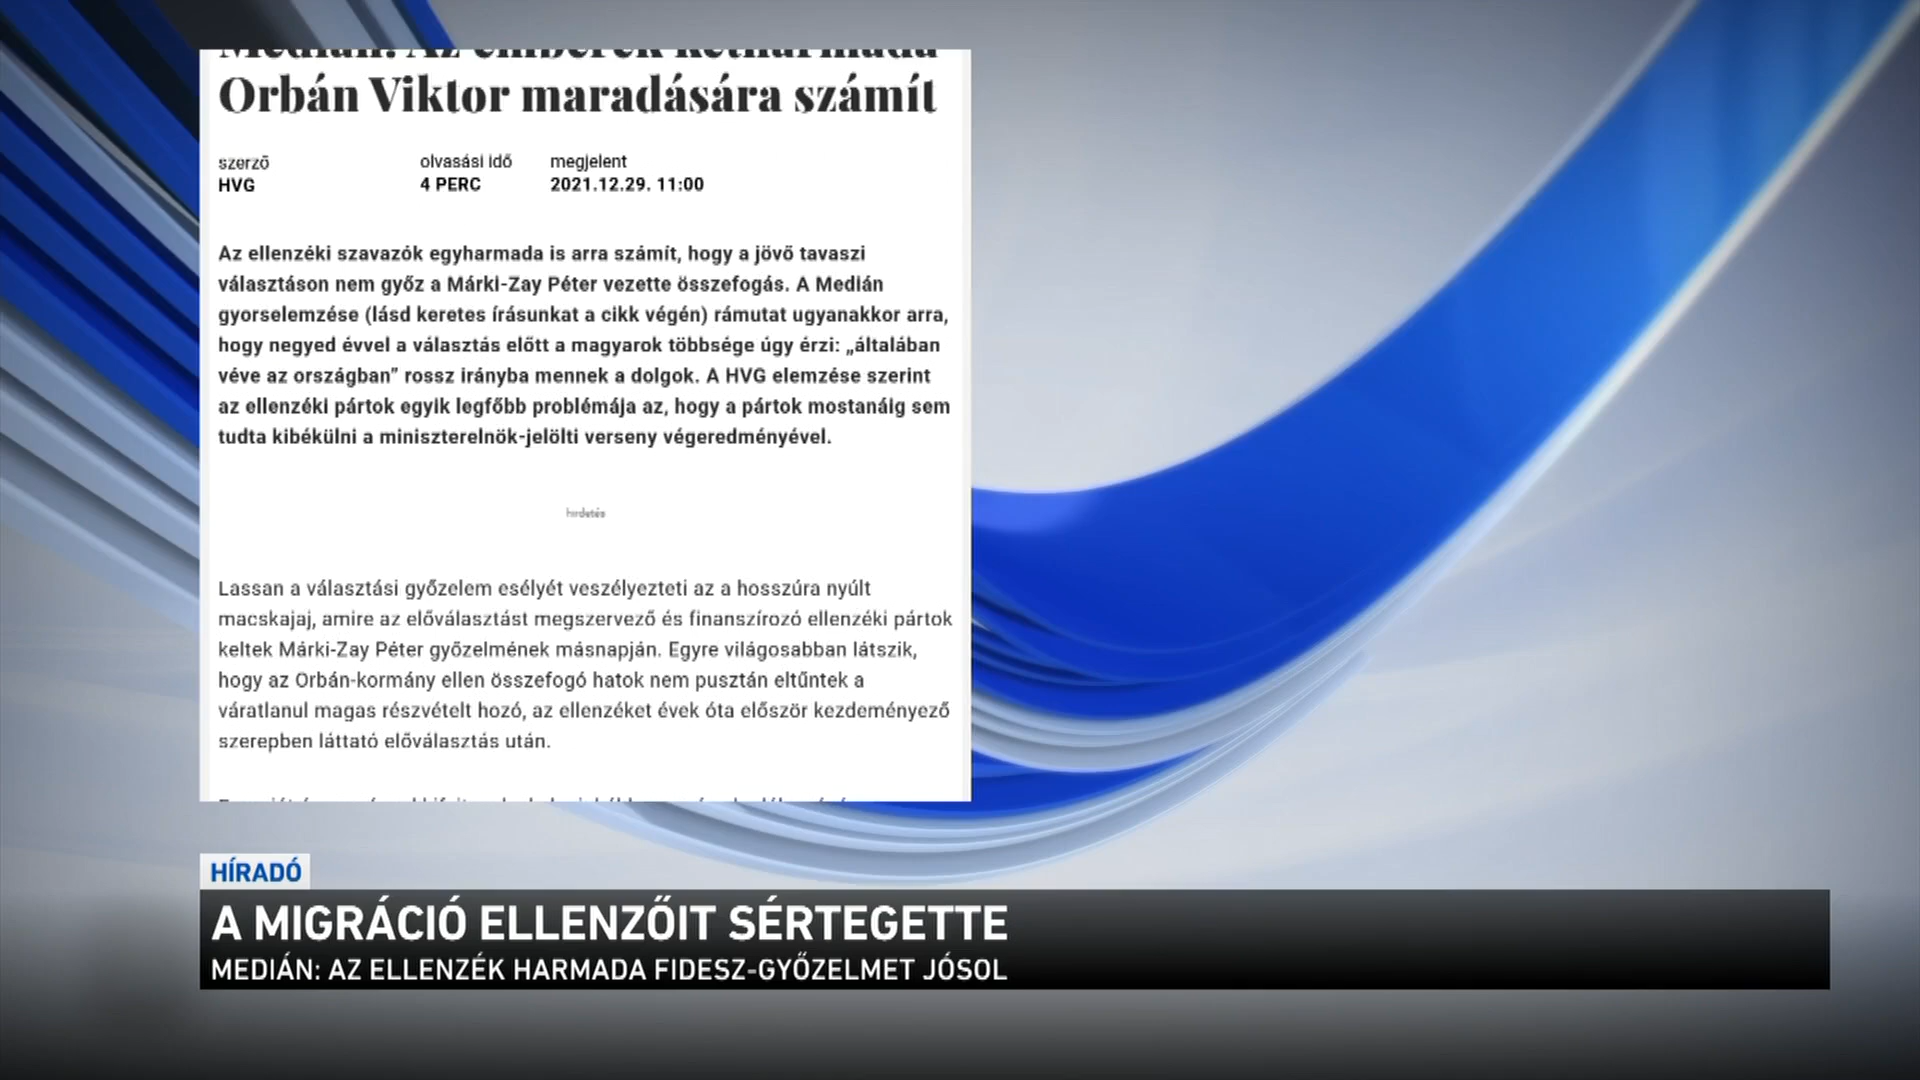 Medián: Az emberek kétharmada
Orbán Viktor maradására számít
szerző olvasási idő megjelent
HVG 4 PERC 2021.12.29. 11:00
Az ellenzéki szavazók egyharmada is arra számít, hogy a jövő tavaszi
választáson nem győz a Márki-Zay Péter vezette összefogás. A Medián
gyorselemzése (lásd keretes írásunkat a cikk végén) rámutat ugyanakkor arra,
hogy negyed évvel a választás előtt a magyarok többsége úgy érzi: „általában
véve az országban” rossz irányba mennek a dolgok. A HVG elemzése szerint
az ellenzéki pártok egyik legfőbb problémája az, hogy a pártok mostanáig sem
tudta kibékülni a miniszterelnök-jelölti verseny végeredményével.
hirdetés
Lassan a választási győzelem esélyét veszélyezteti az a hosszúra nyúlt
macskajaj, amire az előválasztást megszervező és finanszírozó ellenzéki pártok
keltek Márki-Zay Péter győzelmének másnapján. Egyre világosabban látszik,
hogy az Orbán-kormány ellen összefogó hatok nem pusztán eltűntek a
váratlanul magas részvételt hozó, az ellenzéket évek óta először kezdeményező
szerepben láttató előválasztás után.
HÍRADÓ
A MIGRÁCIÓ ELLENZŐIT SÉRTEGETTE
MEDIÁN: AZ ELLENZÉK HARMADA FIDESZ-GYŐZELMET JÓSOL